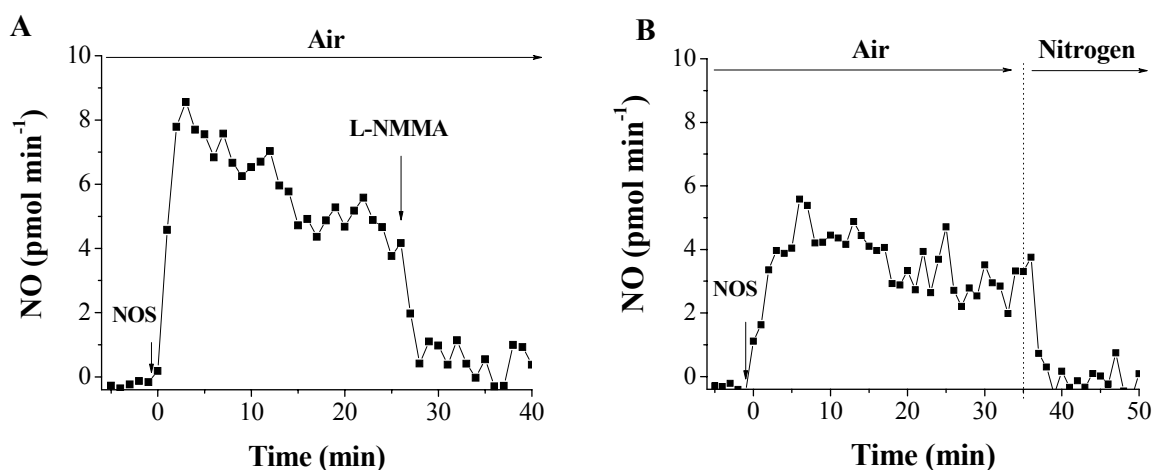 A
Air
10
8
6
4
2
0
NO (pmol min⁻¹)
NOS
L-NMMA
0 10 20 30 40
Time (min)
B
Air Nitrogen
10
8
6
4
2
0
NO (pmol min⁻¹)
NOS
0 10 20 30 40 50
Time (min)